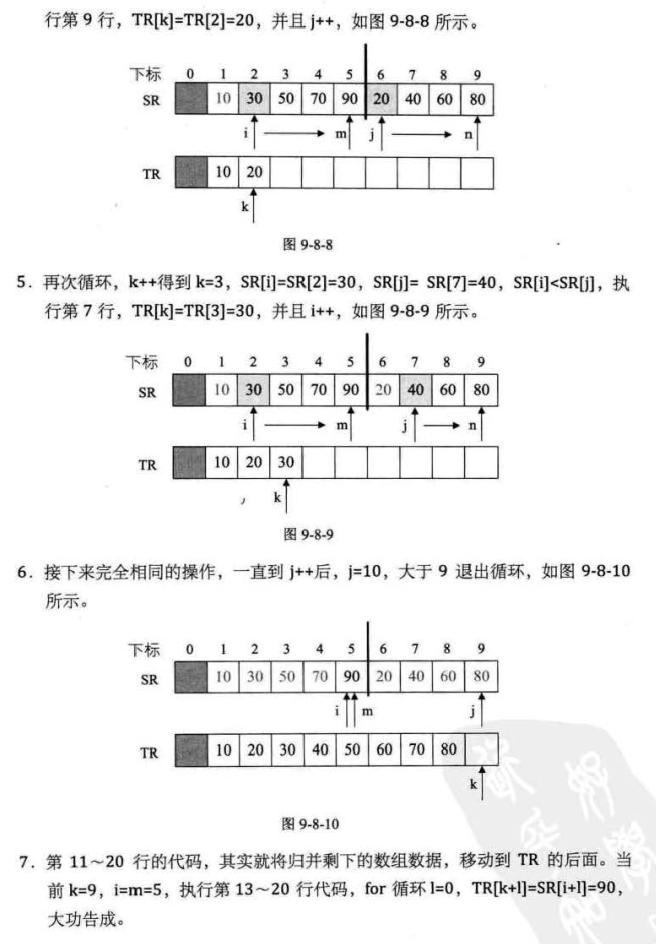 行第 9 行，TR[k]=TR[2]=20，并且 j++，如图 9-8-8 所示。
下标 0 1 2 3 4 5 6 7 8 9
SR 10 30 50 70 90 20 40 60 80
i m j n
TR 10 20
k
图 9-8-8
5．再次循环，k++得到 k=3，SR[i]=SR[2]=30，SR[j]= SR[7]=40，SR[i]<SR[j]，执
行第 7 行，TR[k]=TR[3]=30，并且 i++，如图 9-8-9 所示。
下标 0 1 2 3 4 5 6 7 8 9
SR 10 30 50 70 90 20 40 60 80
i m j n
TR 10 20 30
k
图 9-8-9
6．接下来完全相同的操作，一直到 j++后，j=10，大于 9 退出循环，如图 9-8-10
所示。
下标 0 1 2 3 4 5 6 7 8 9
SR 10 30 50 70 90 20 40 60 80
i m j
TR 10 20 30 40 50 60 70 80
k
图 9-8-10
7．第 11～20 行的代码，其实就将归并剩下的数组数据，移动到 TR 的后面。当
前 k=9，i=m=5，执行第 13～20 行代码，for 循环 l=0，TR[k+l]=SR[i+l]=90，
大功告成。